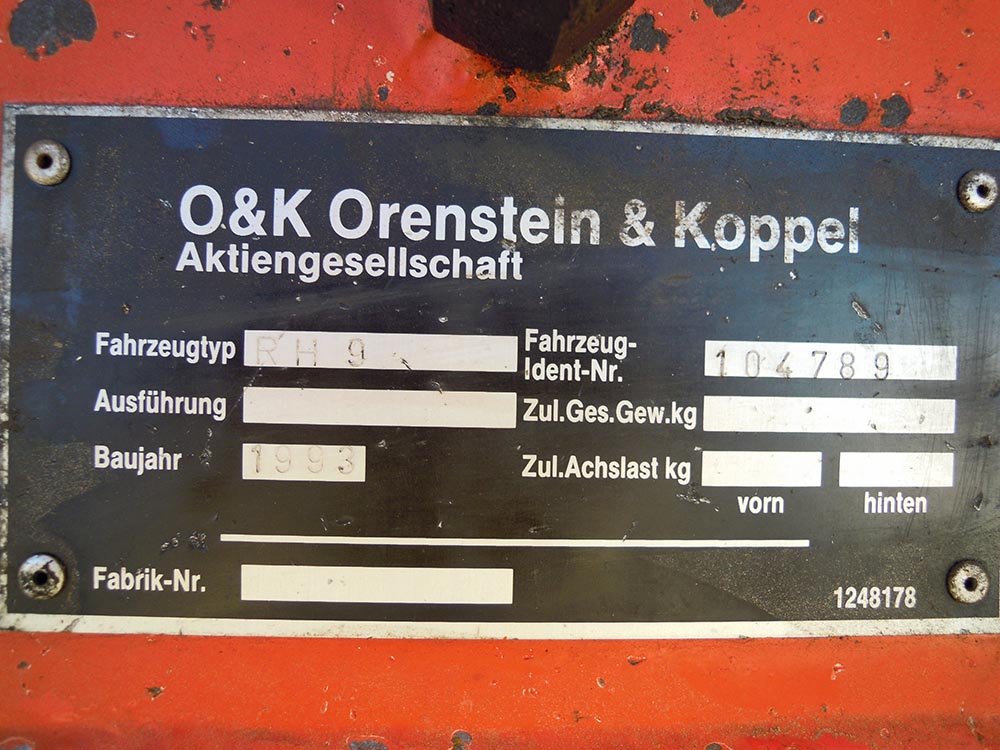 O&K Orenstein & Koppel
Aktiengesellschaft
Fahrzeugtyp RH 9
Fahrzeug-
Ident-Nr. 104789
Ausführung
Zul.Ges.Gew.kg
Baujahr 1993
Zul.Achslast kg
vorn hinten
Fabrik-Nr.
1248178